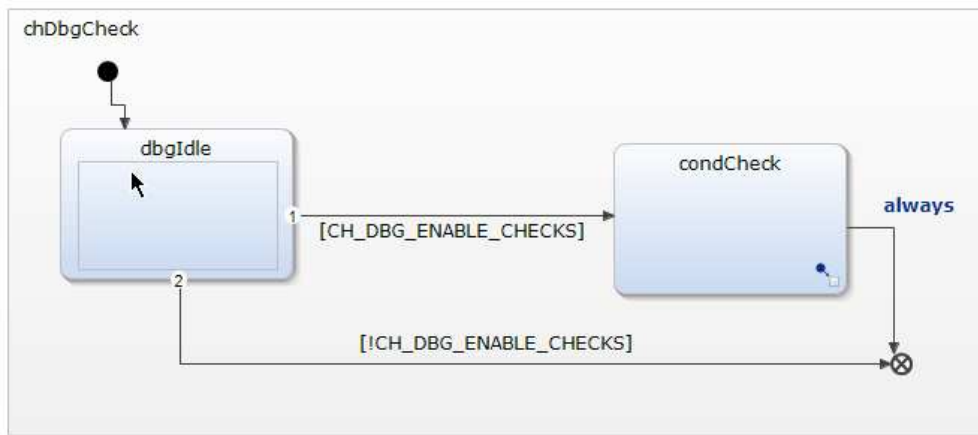 chDbgCheck
dbgIdle
condCheck
always
1
[CH_DBG_ENABLE_CHECKS]
2
[!CH_DBG_ENABLE_CHECKS]